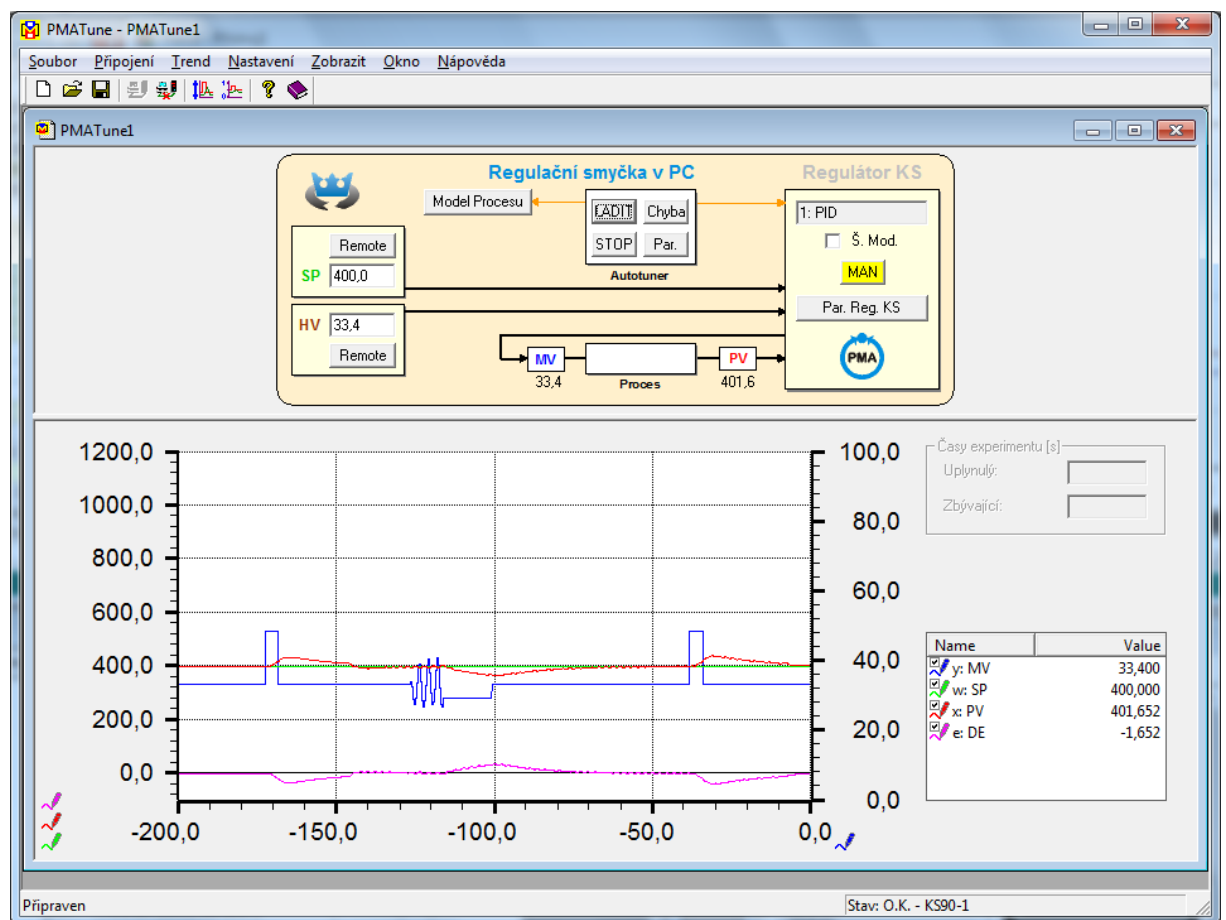 PMATune - PMATune1
Soubor Připojení Trend Nastavení Zobrazit Okno Nápověda
PMATune1
Regulační smyčka v PC
Regulátor KS
Model Procesu
LADIT Chyba
STOP Par.
Autotuner
1: PID
Š. Mod.
MAN
Par. Reg. KS
PMA
Remote
SP 400,0
HV 33,4
Remote
MV
33,4
Proces
PV
401,6
1200,0
1000,0
800,0
600,0
400,0
200,0
0,0
-200,0 -150,0 -100,0 -50,0 0,0
100,0
80,0
60,0
40,0
20,0
0,0
Časy experimentu [s]
Uplynulý:
Zbývající:
Name Value
y: MV 33,400
w: SP 400,000
x: PV 401,652
e: DE -1,652
Připraven
Stav: O.K. - KS90-1